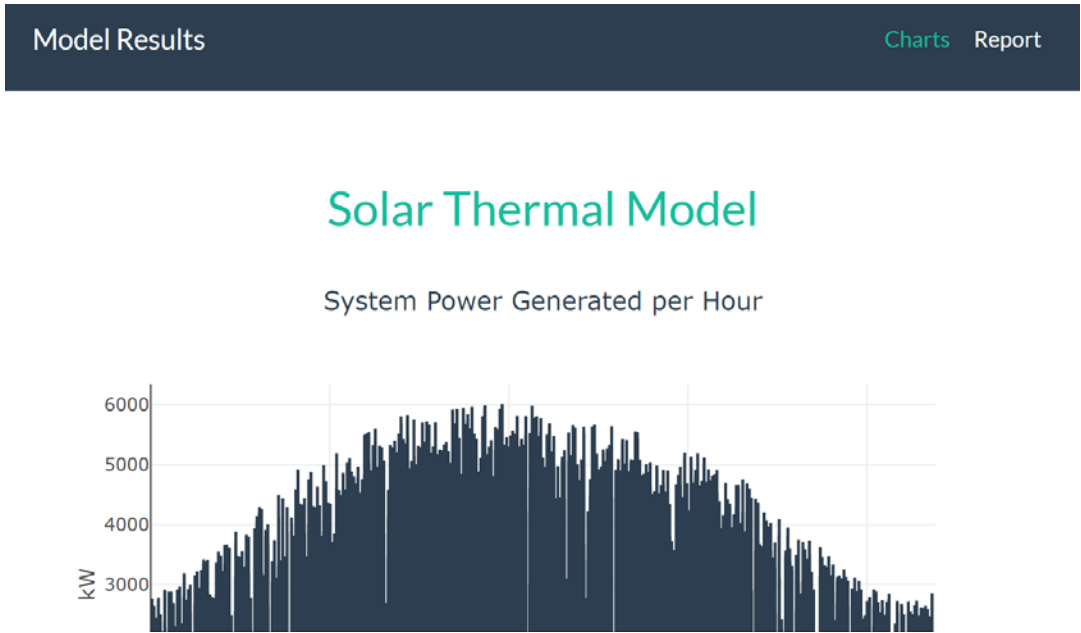 Model Results
Charts Report
Solar Thermal Model
System Power Generated per Hour
6000
5000
4000
3000
kW